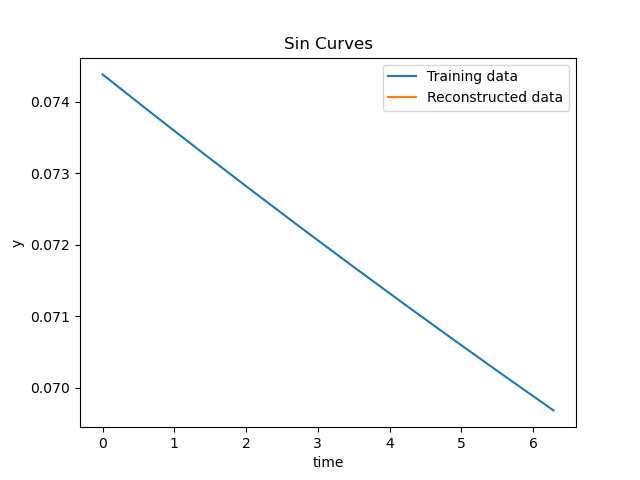 Sin Curves
Training data
Reconstructed data
0.074
0.073
0.072
0.071
0.070
y
0 1 2 3 4 5 6
time